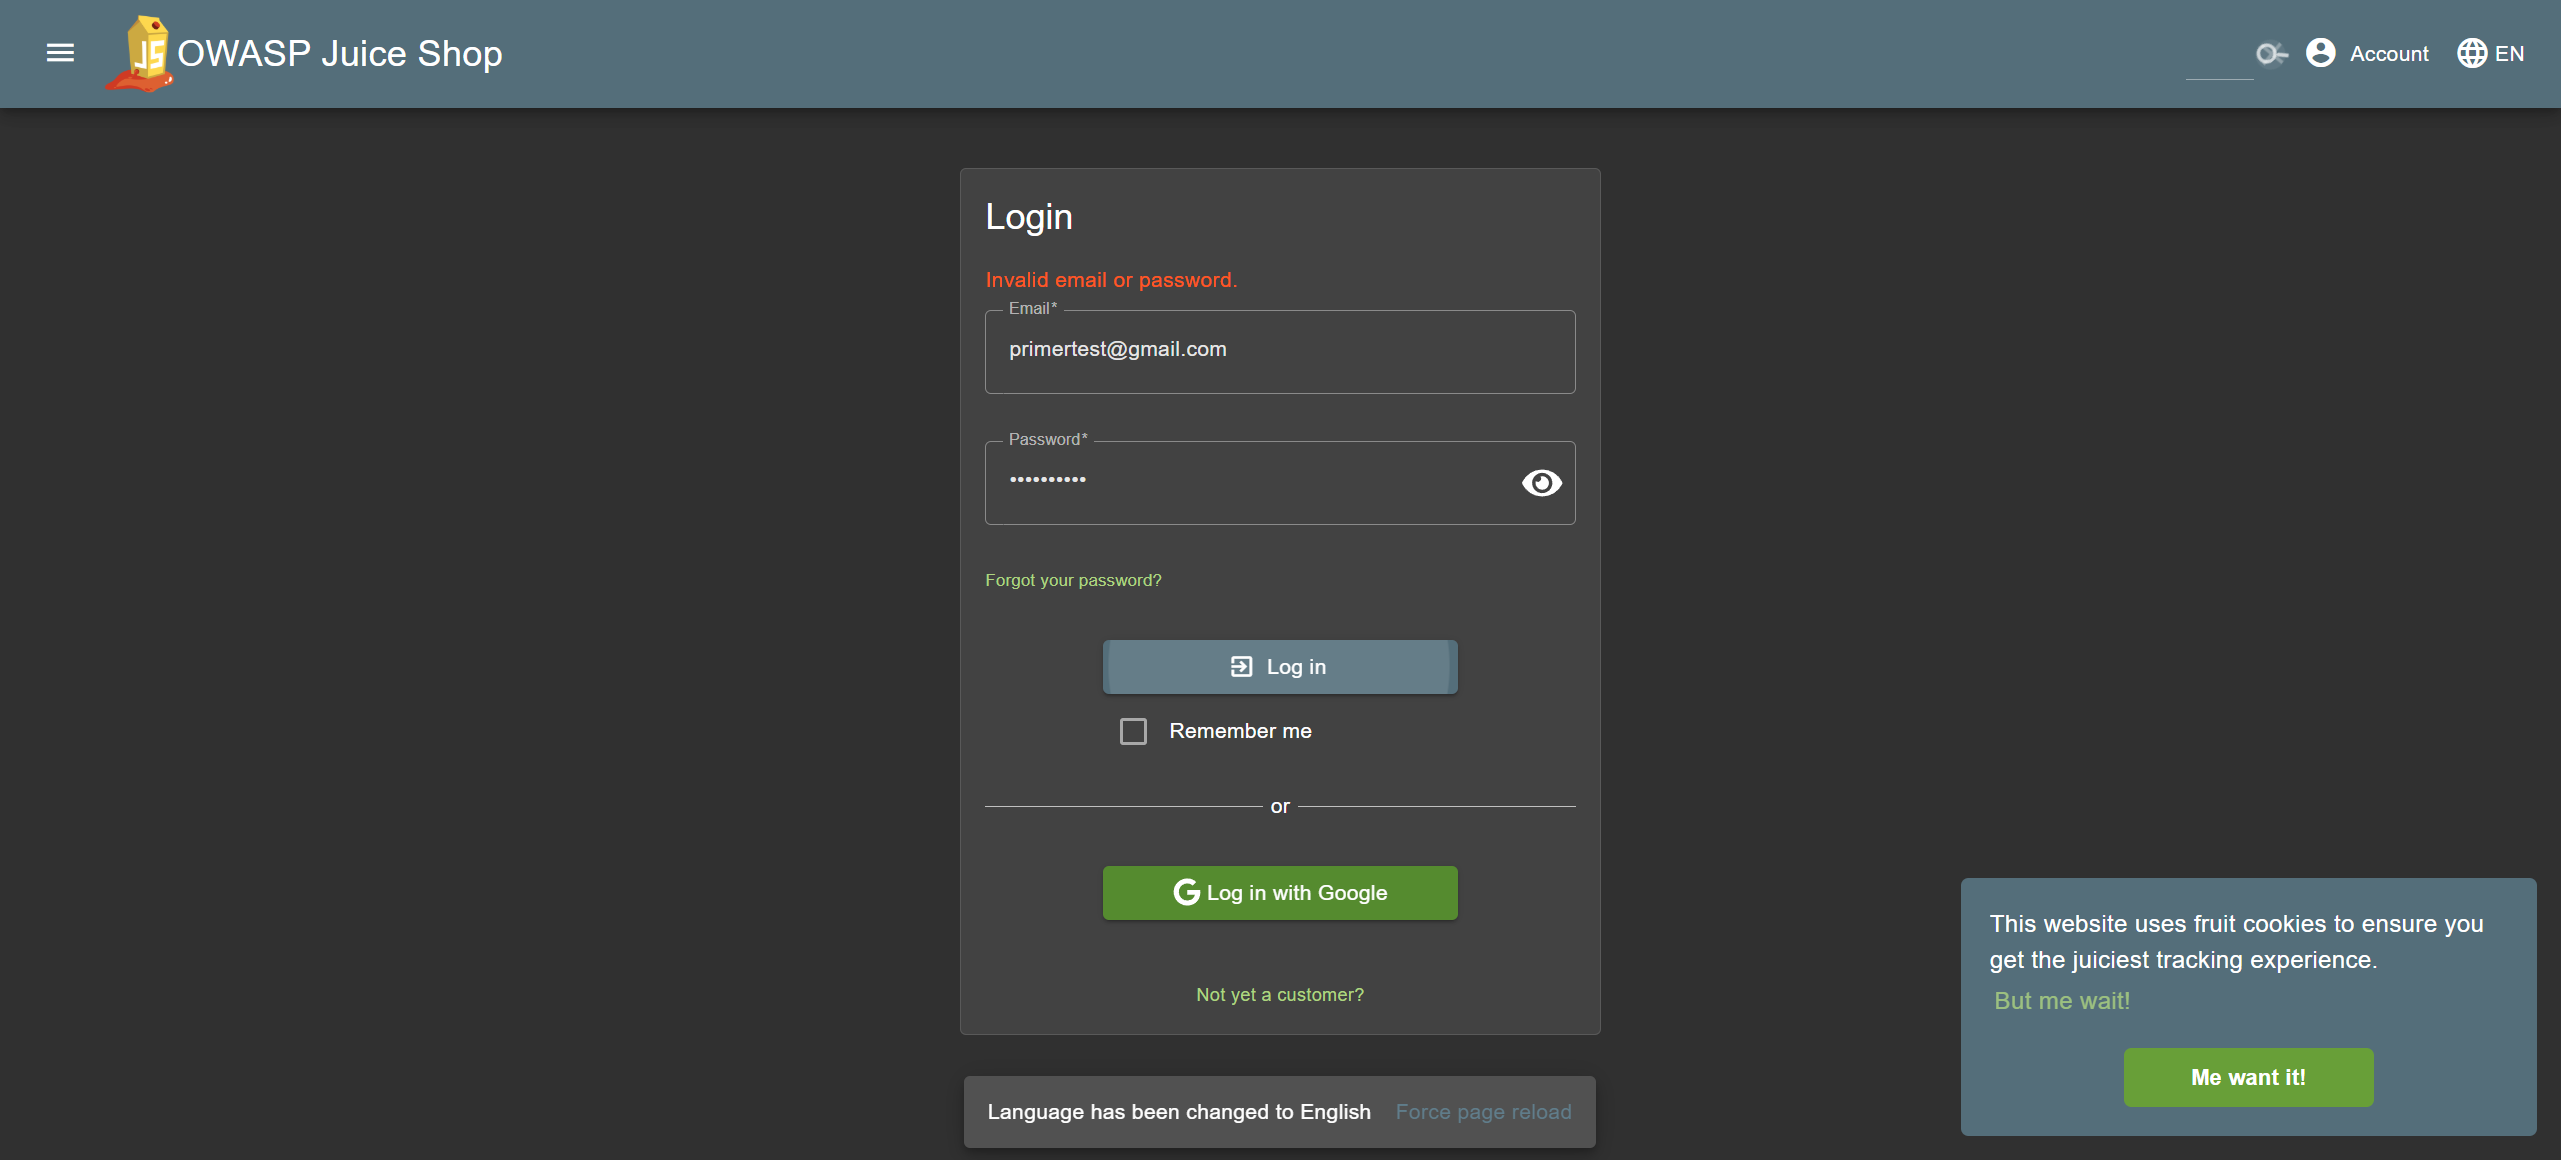 JS
OWASP Juice Shop
Account
EN
Login
Invalid email or password.
Email*
primertest@gmail.com
Password*
••••••••••
Forgot your password?
Log in
Remember me
or
G Log in with Google
Not yet a customer?
This website uses fruit cookies to ensure you
get the juiciest tracking experience.
But me wait!
Me want it!
Language has been changed to English Force page reload